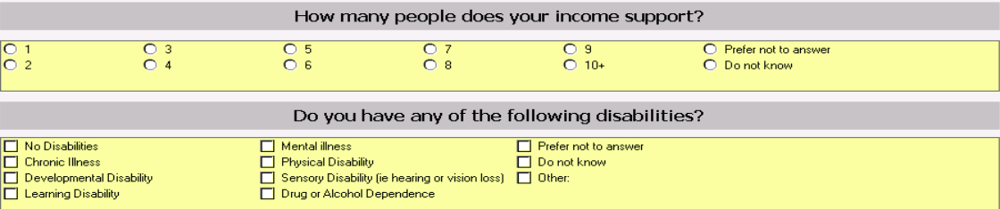 How many people does your income support?
1 3 5 7 9 Prefer not to answer
2 4 6 8 10+ Do not know
Do you have any of the following disabilities?
No Disabilities Mental illness Prefer not to answer
Chronic Illness Physical Disability Do not know
Developmental Disability Sensory Disability (ie hearing or vision loss) Other:
Learning Disability Drug or Alcohol Dependence